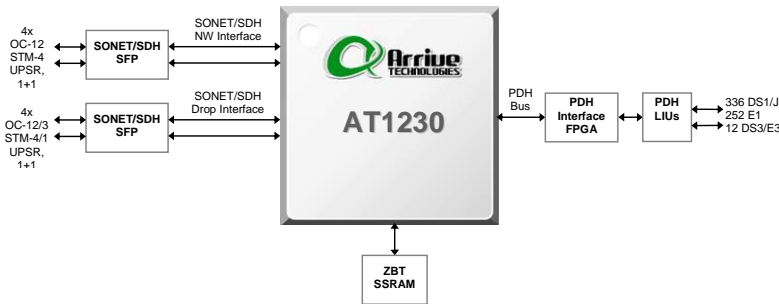 4x
OC-12
STM-4
UPSR,
1+1
SONET/SDH
SFP
SONET/SDH
NW Interface
4x
OC-12/3
STM-4/1
UPSR,
1+1
SONET/SDH
SFP
SONET/SDH
Drop Interface
Arrive
TECHNOLOGIES
AT1230
PDH
Bus
PDH
Interface
FPGA
PDH
LIUs
336 DS1/J
252 E1
12 DS3/E3
ZBT
SSRAM